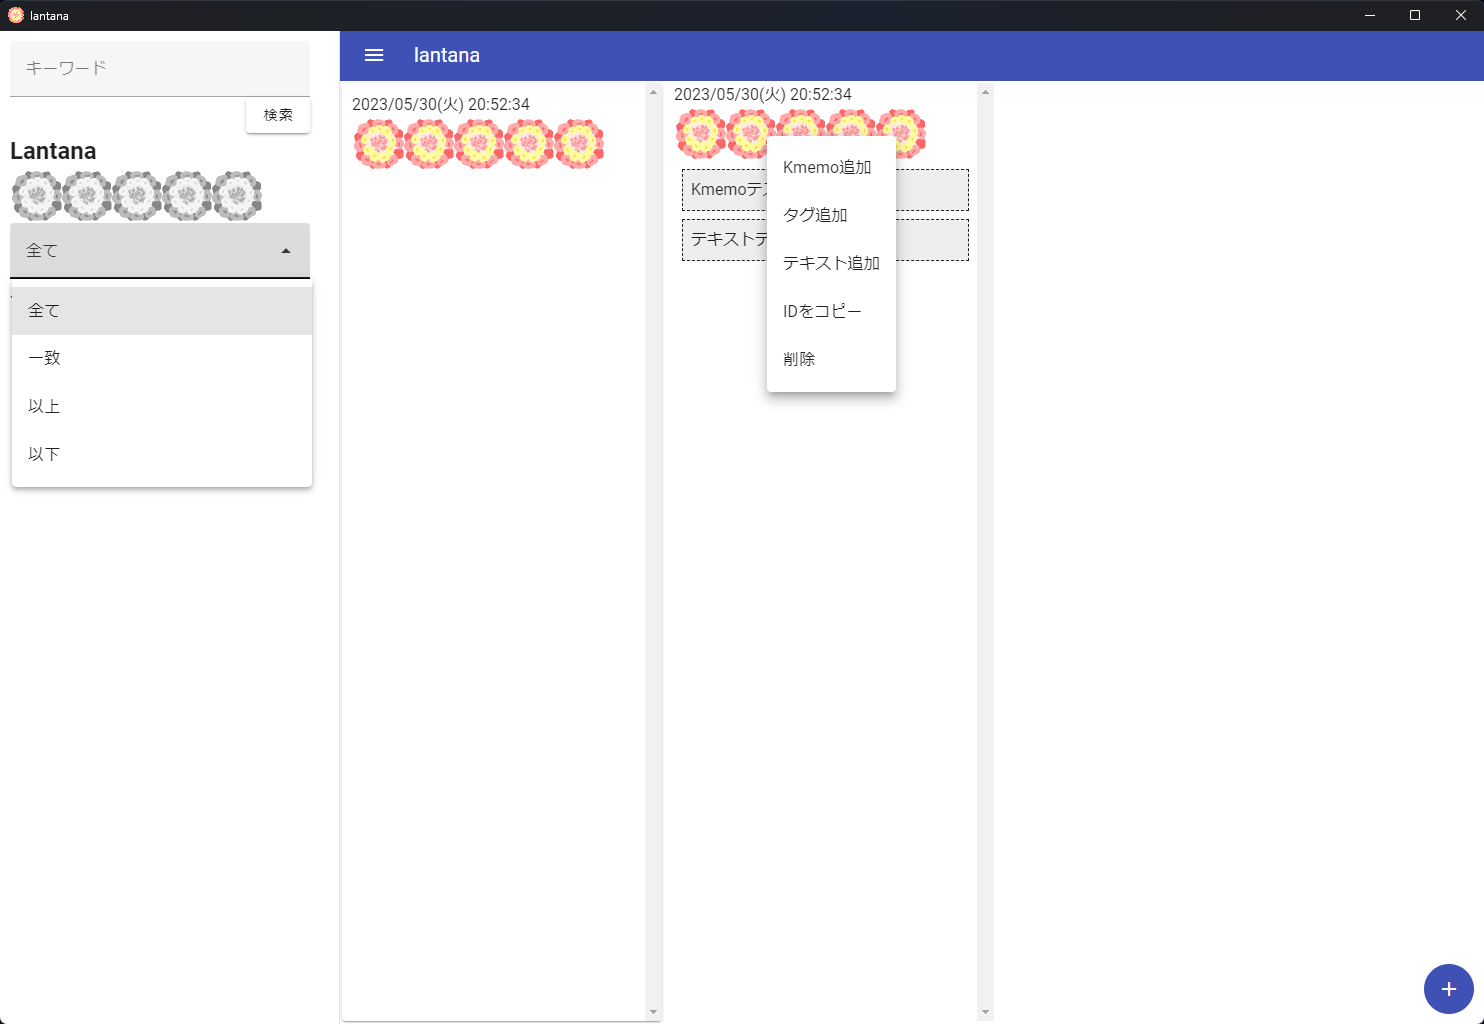 lantana
キーワード
検索
Lantana
全て
全て
一致
以上
以下
lantana
2023/05/30(火) 20:52:34
2023/05/30(火) 20:52:34
Kmemoテ
テキストテ
Kmemo追加
タグ追加
テキスト追加
IDをコピー
削除